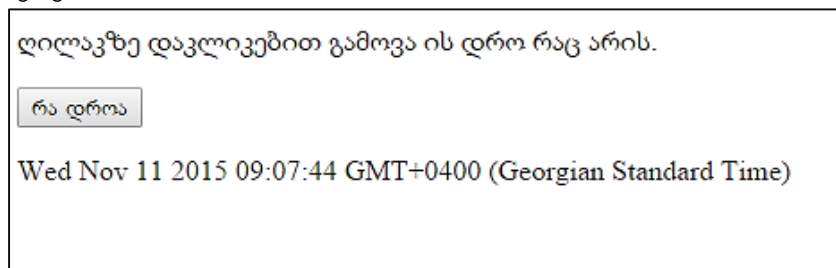 ღილაკზე დაკლიკებით გამოვა ის დრო რაც არის.
რა დროა
Wed Nov 11 2015 09:07:44 GMT+0400 (Georgian Standard Time)